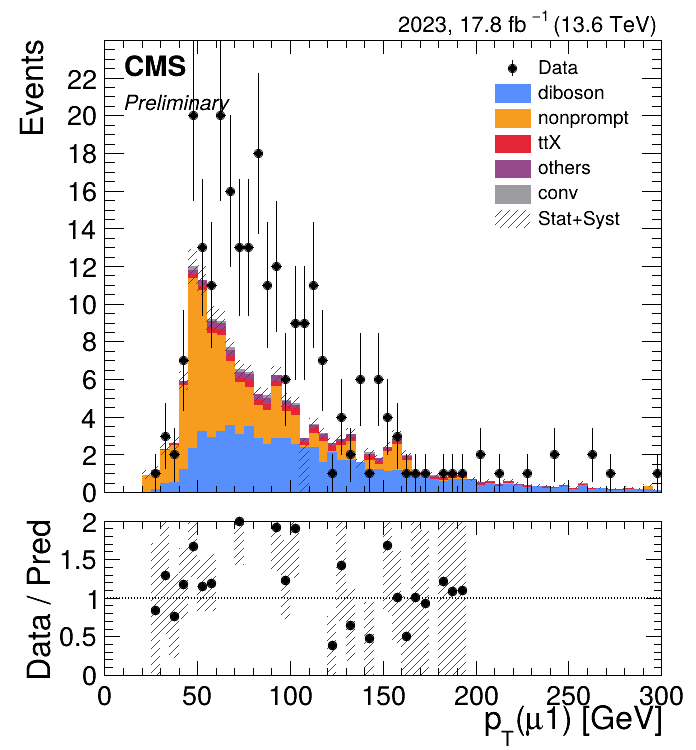 2023, 17.8 fb⁻¹ (13.6 TeV)
CMS
Preliminary
Events
22
20
18
16
14
12
10
8
6
4
2
0
Data
diboson
nonprompt
ttX
others
conv
Stat+Syst
Data / Pred
2
1.5
1
0.5
0
0 50 100 150 200 250 300
p_T(μ1) [GeV]